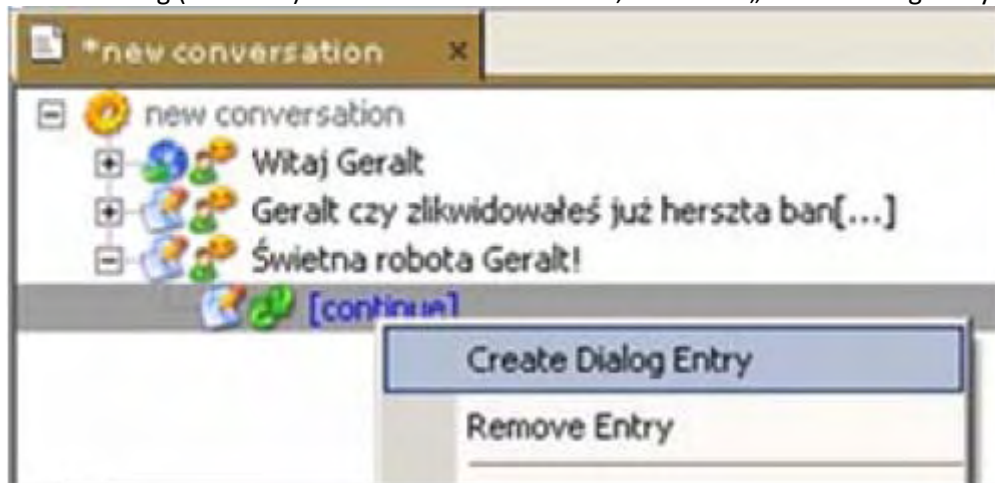 *new conversation x
new conversation
Witaj Geralt
Geralt czy zlikwidowałeś już herszta ban[...]
Świetna robota Geralt!
[continue]
Create Dialog Entry
Remove Entry